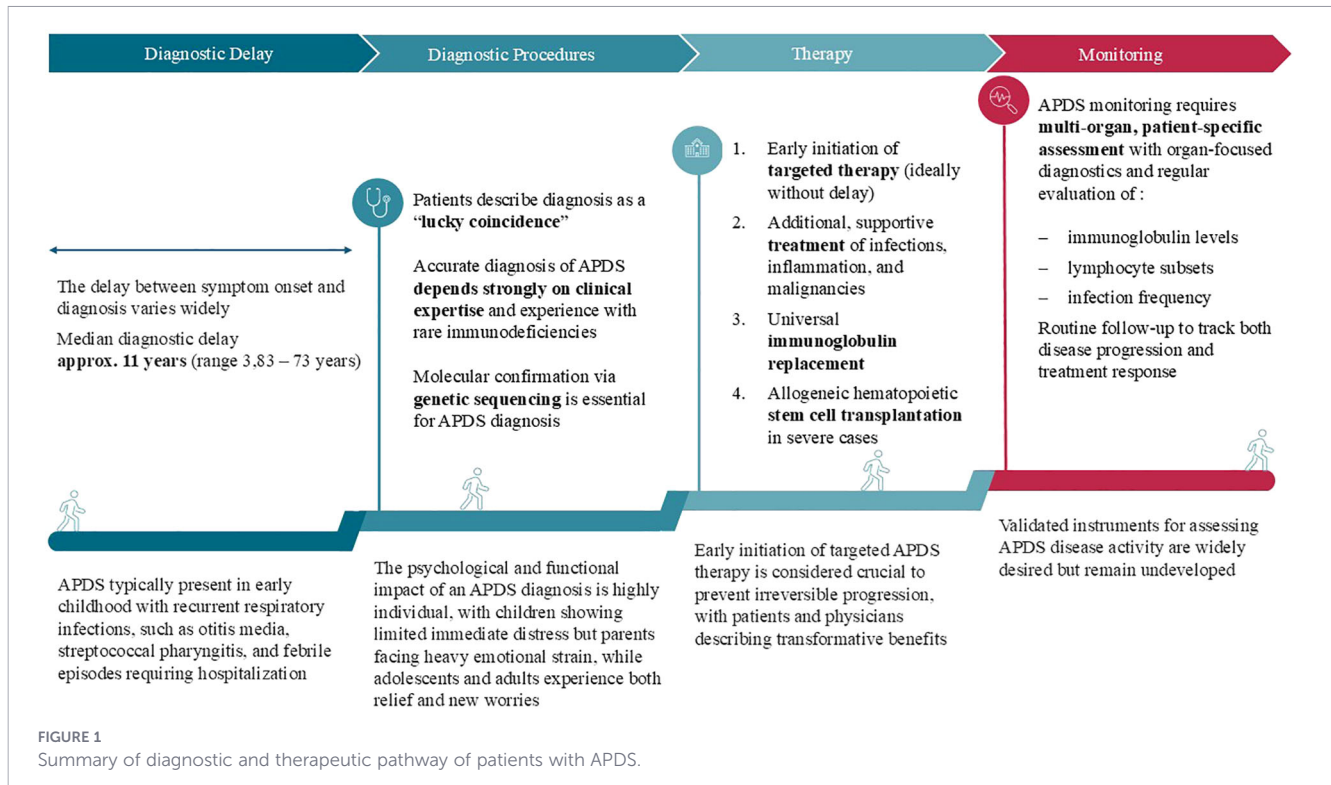 Diagnostic Delay
Diagnostic Procedures
Therapy
Monitoring
The delay between symptom onset and
diagnosis varies widely
Median diagnostic delay
approx. 11 years (range 3,83 – 73 years)
APDS typically present in early
childhood with recurrent respiratory
infections, such as otitis media,
streptococcal pharyngitis, and febrile
episodes requiring hospitalization
Patients describe diagnosis as a
“lucky coincidence”
Accurate diagnosis of APDS
depends strongly on clinical
expertise and experience with
rare immunodeficiencies
Molecular confirmation via
genetic sequencing is essential
for APDS diagnosis
The psychological and functional
impact of an APDS diagnosis is highly
individual, with children showing
limited immediate distress but parents
facing heavy emotional strain, while
adolescents and adults experience both
relief and new worries
1. Early initiation of
targeted therapy (ideally
without delay)
2. Additional, supportive
treatment of infections,
inflammation, and
malignancies
3. Universal
immunoglobulin
replacement
4. Allogeneic hematopoietic
stem cell transplantation
in severe cases
Early initiation of targeted APDS
therapy is considered crucial to
prevent irreversible progression,
with patients and physicians
describing transformative benefits
APDS monitoring requires
multi-organ, patient-specific
assessment with organ-focused
diagnostics and regular
evaluation of :
– immunoglobulin levels
– lymphocyte subsets
– infection frequency
Routine follow-up to track both
disease progression and
treatment response
Validated instruments for assessing
APDS disease activity are widely
desired but remain undeveloped
FIGURE 1
Summary of diagnostic and therapeutic pathway of patients with APDS.